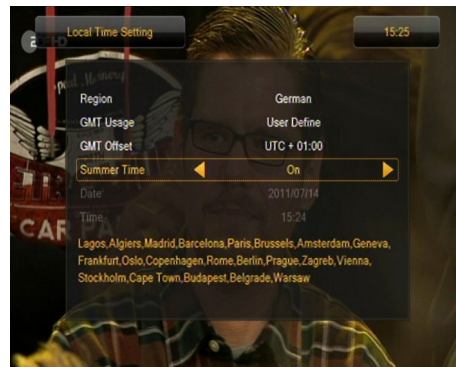 Local Time Setting
15:25
Region German
GMT Usage User Define
GMT Offset UTC + 01:00
Summer Time On
Date 2011/07/14
Time 15:24
Lagos,Algiers,Madrid,Barcelona,Paris,Brussels,Amsterdam,Geneva,
Frankfurt,Oslo,Copenhagen,Rome,Berlin,Prague,Zagreb,Vienna,
Stockholm,Cape Town,Budapest,Belgrade,Warsaw
CAR